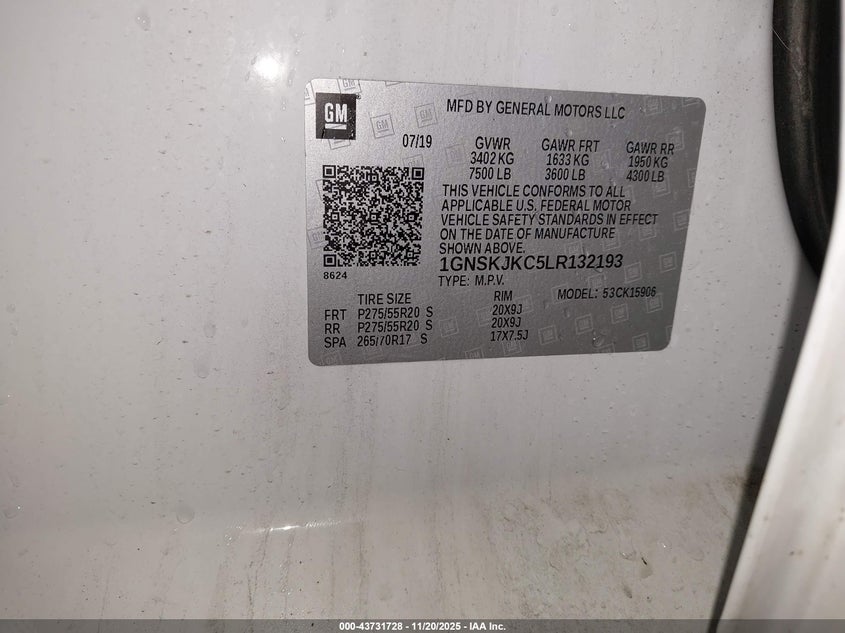 GM
MFD BY GENERAL MOTORS LLC
07/19
GVWR GAWR FRT GAWR RR
3402 KG 1633 KG 1950 KG
7500 LB 3600 LB 4300 LB
THIS VEHICLE CONFORMS TO ALL
APPLICABLE U.S. FEDERAL MOTOR
VEHICLE SAFETY STANDARDS IN EFFECT
ON THE DATE OF MANUFACTURE
SHOWN ABOVE.
8624
1GNSKJKC5LR132193
TYPE: M.P.V. MODEL: 53CK15906
TIRE SIZE RIM
FRT P275/55R20 S 20X9J
RR P275/55R20 S 20X9J
SPA 265/70R17 S 17X7.5J
000-43731728 - 11/20/2025 - IAA Inc.